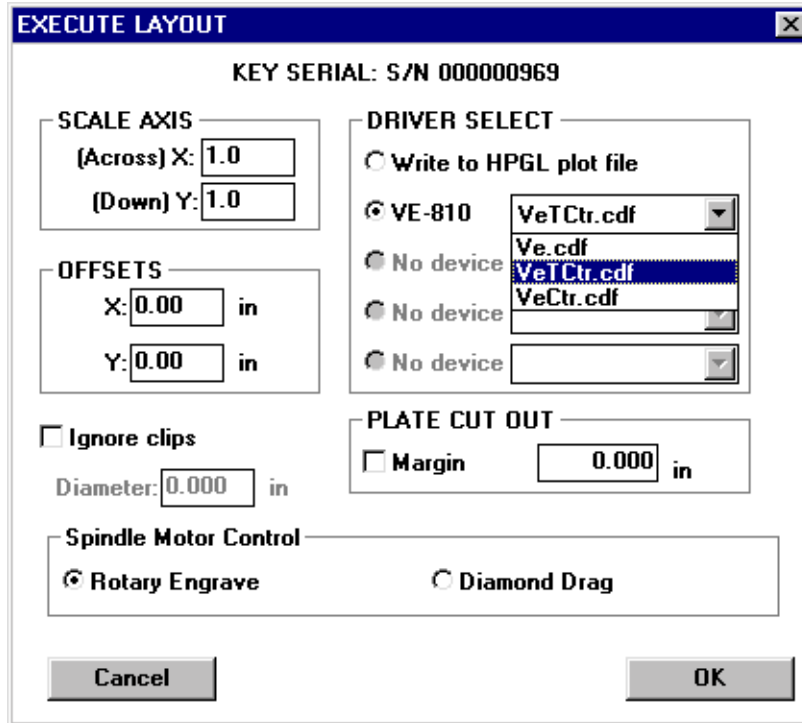 EXECUTE LAYOUT
KEY SERIAL: S/N 000000969
SCALE AXIS
(Across) X: 1.0
(Down) Y: 1.0
OFFSETS
X: 0.00 in
Y: 0.00 in
Ignore clips
Diameter: 0.000 in
DRIVER SELECT
Write to HPGL plot file
VE-810 VeTCtr.cdf
Ve.cdf
No device VeTCtr.cdf
VeCtr.cdf
No device
No device
PLATE CUT OUT
Margin 0.000 in
Spindle Motor Control
Rotary Engrave Diamond Drag
Cancel OK